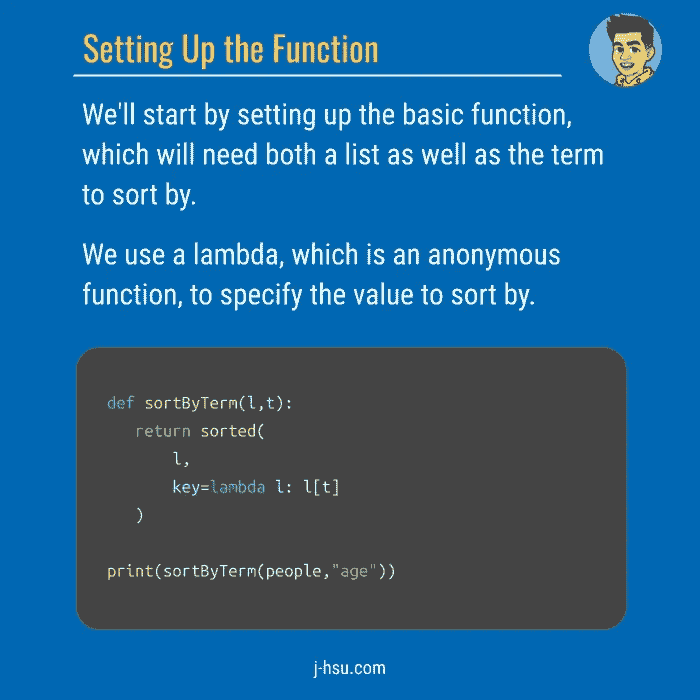 Setting Up the Function
We'll start by setting up the basic function,
which will need both a list as well as the term
to sort by.
We use a lambda, which is an anonymous
function, to specify the value to sort by.
def sortByTerm(l,t):
   return sorted(
       l,
       key=lambda l: l[t]
   )
print(sortByTerm(people,"age"))
j-hsu.com